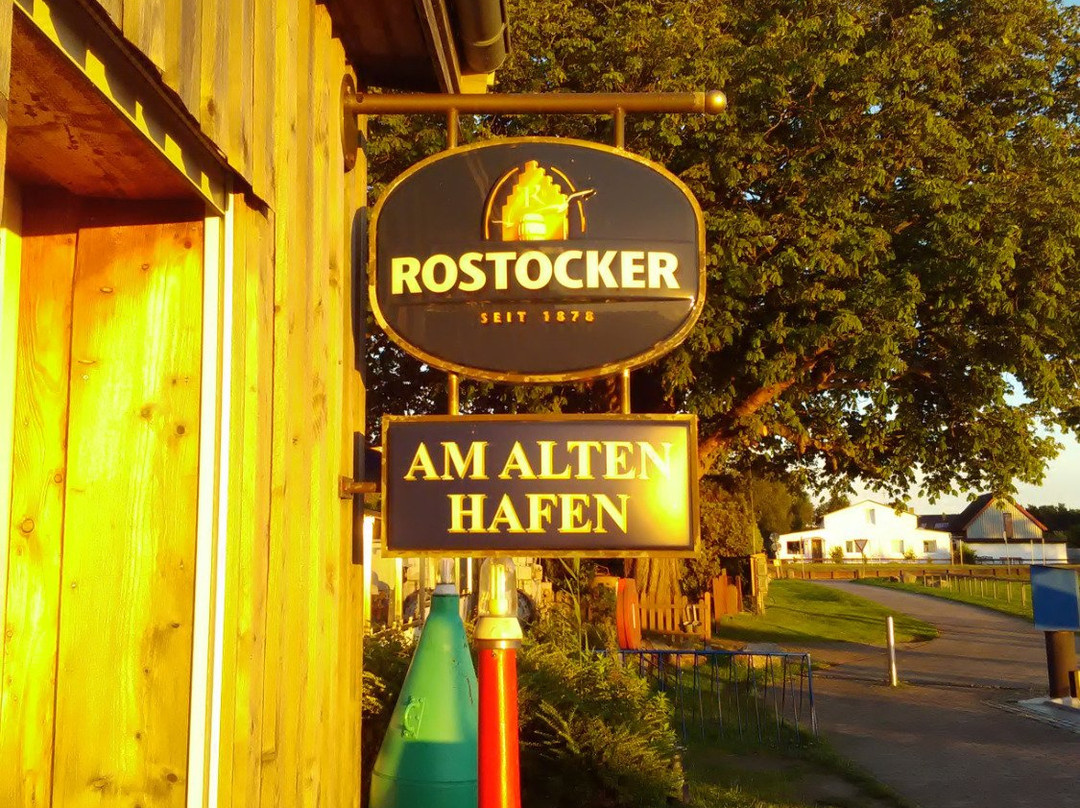 R
ROSTOCKER
SEIT 1878
AM ALTEN
HAFEN